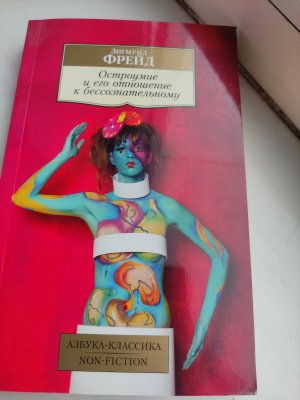 ЗИГМУНД
ФРЕЙД
Остроумие
и его отношение
к бессознательному
АЗБУКА-КЛАССИКА
NON-FICTION